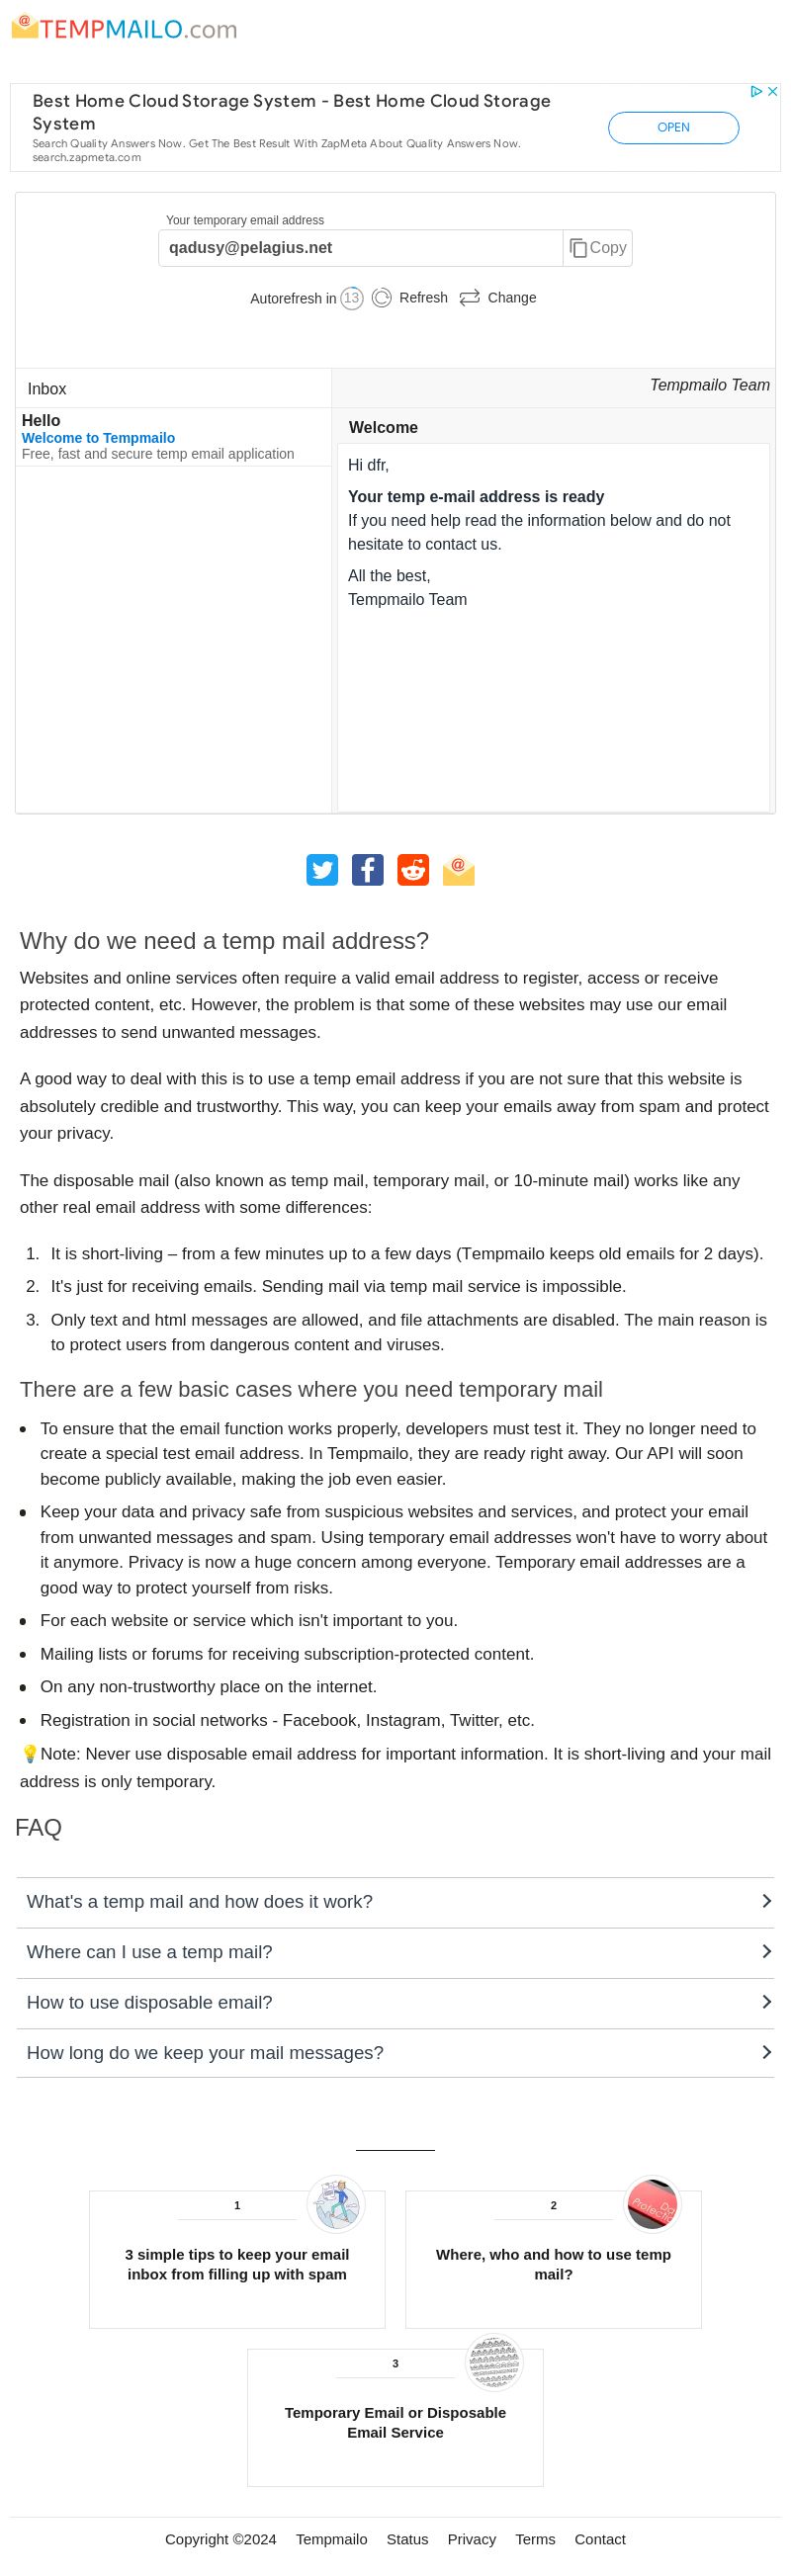 TEMPMAILO.com
Best Home Cloud Storage System - Best Home Cloud Storage
System
Search Quality Answers Now. Get The Best Result With ZapMeta About Quality Answers Now.
search.zapmeta.com
OPEN
Your temporary email address
qadusy@pelagius.net
Copy
Autorefresh in 13 Refresh Change
Inbox
Tempmailo Team
Hello
Welcome to Tempmailo
Free, fast and secure temp email application
Welcome
Hi dfr,
Your temp e-mail address is ready
If you need help read the information below and do not
hesitate to contact us.
All the best,
Tempmailo Team
Why do we need a temp mail address?
Websites and online services often require a valid email address to register, access or receive
protected content, etc. However, the problem is that some of these websites may use our email
addresses to send unwanted messages.
A good way to deal with this is to use a temp email address if you are not sure that this website is
absolutely credible and trustworthy. This way, you can keep your emails away from spam and protect
your privacy.
The disposable mail (also known as temp mail, temporary mail, or 10-minute mail) works like any
other real email address with some differences:
1. It is short-living – from a few minutes up to a few days (Tempmailo keeps old emails for 2 days).
2. It's just for receiving emails. Sending mail via temp mail service is impossible.
3. Only text and html messages are allowed, and file attachments are disabled. The main reason is
to protect users from dangerous content and viruses.
There are a few basic cases where you need temporary mail
• To ensure that the email function works properly, developers must test it. They no longer need to
create a special test email address. In Tempmailo, they are ready right away. Our API will soon
become publicly available, making the job even easier.
• Keep your data and privacy safe from suspicious websites and services, and protect your email
from unwanted messages and spam. Using temporary email addresses won't have to worry about
it anymore. Privacy is now a huge concern among everyone. Temporary email addresses are a
good way to protect yourself from risks.
• For each website or service which isn't important to you.
• Mailing lists or forums for receiving subscription-protected content.
• On any non-trustworthy place on the internet.
• Registration in social networks - Facebook, Instagram, Twitter, etc.
💡Note: Never use disposable email address for important information. It is short-living and your mail
address is only temporary.
FAQ
What's a temp mail and how does it work?
Where can I use a temp mail?
How to use disposable email?
How long do we keep your mail messages?
1
3 simple tips to keep your email
inbox from filling up with spam
2
Where, who and how to use temp
mail?
3
Temporary Email or Disposable
Email Service
Copyright ©2024 Tempmailo Status Privacy Terms Contact